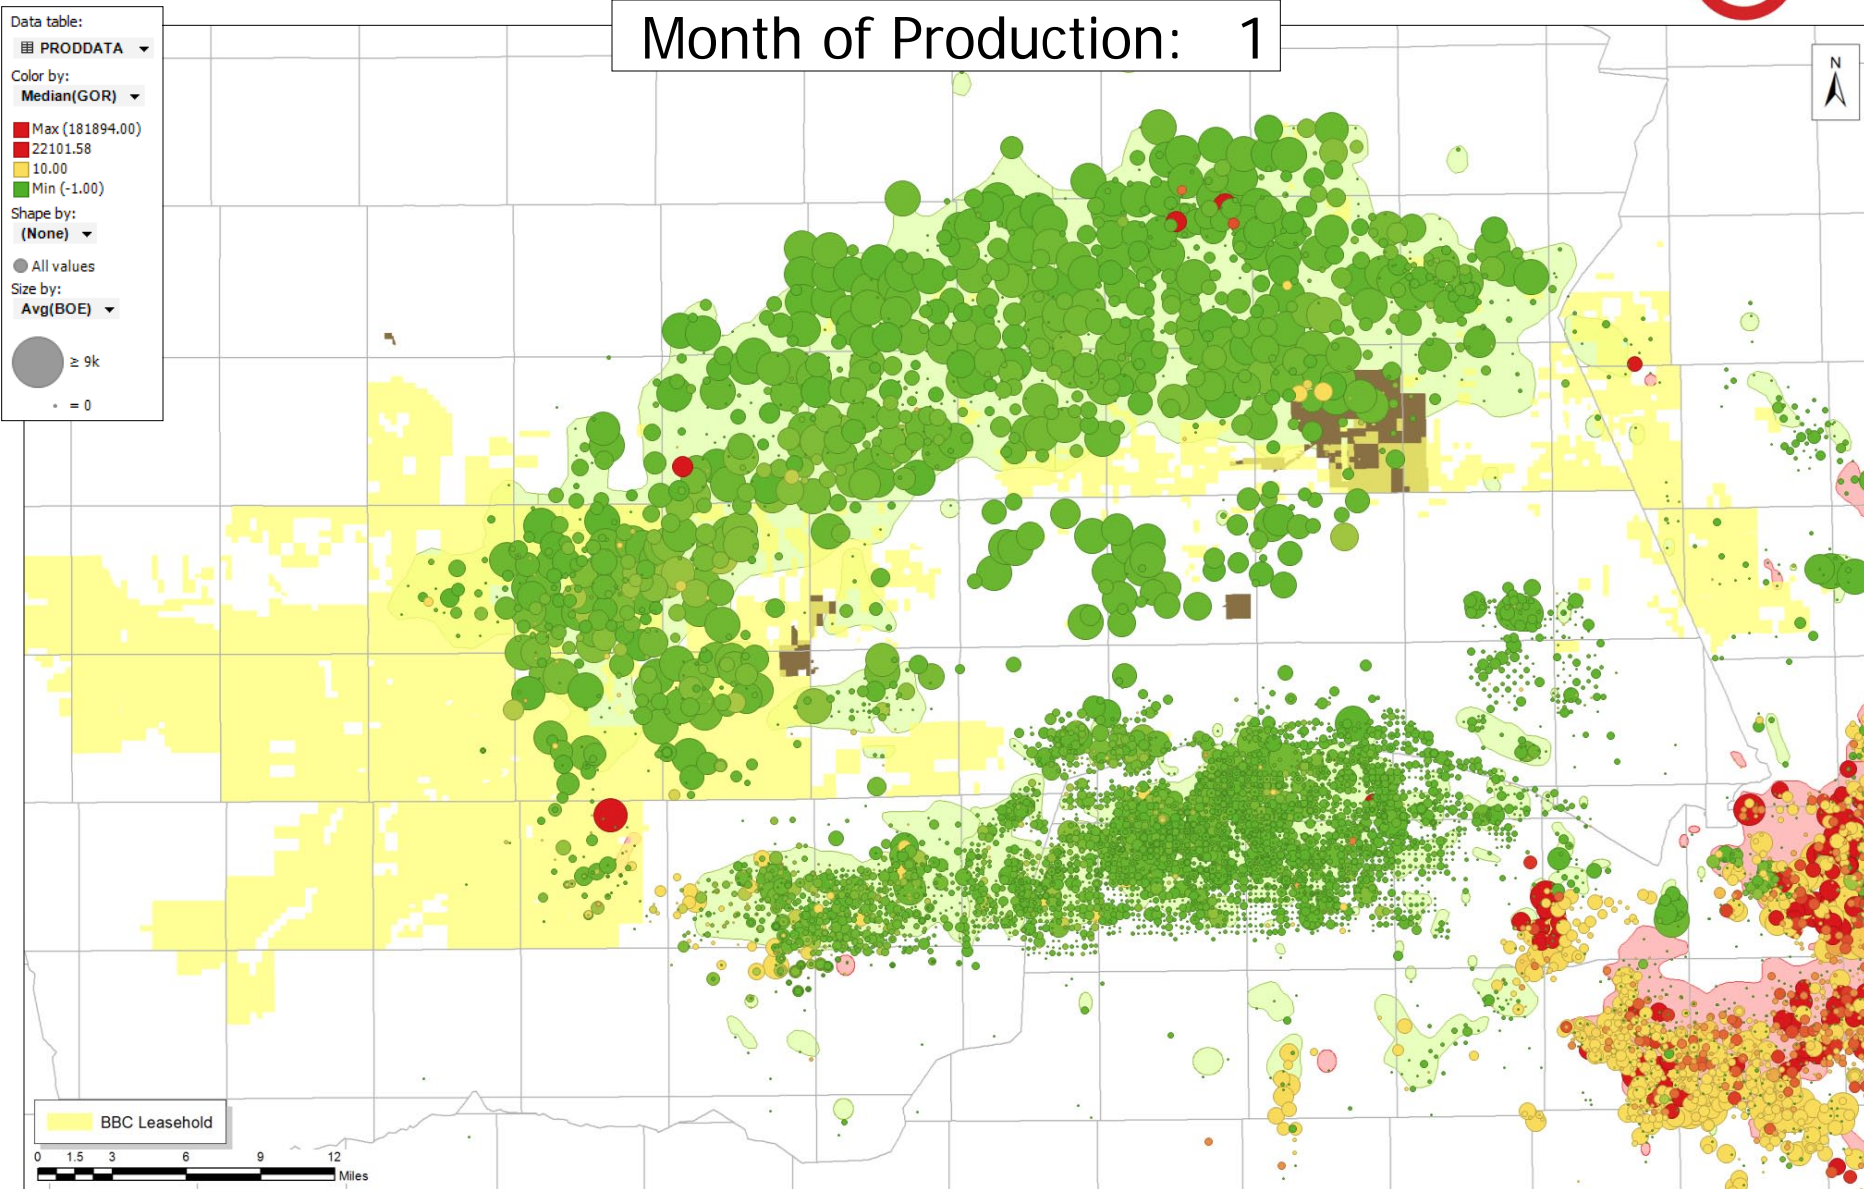 Month of Production: 1
Data table:
PRODDATA
Color by:
Median(GOR)
Max (181894.00)
22101.58
10.00
Min (-1.00)
Shape by:
(None)
All values
Size by:
Avg(BOE)
≥ 9k
= 0
N
BBC Leasehold
0 1.5 3 6 9 12
Miles